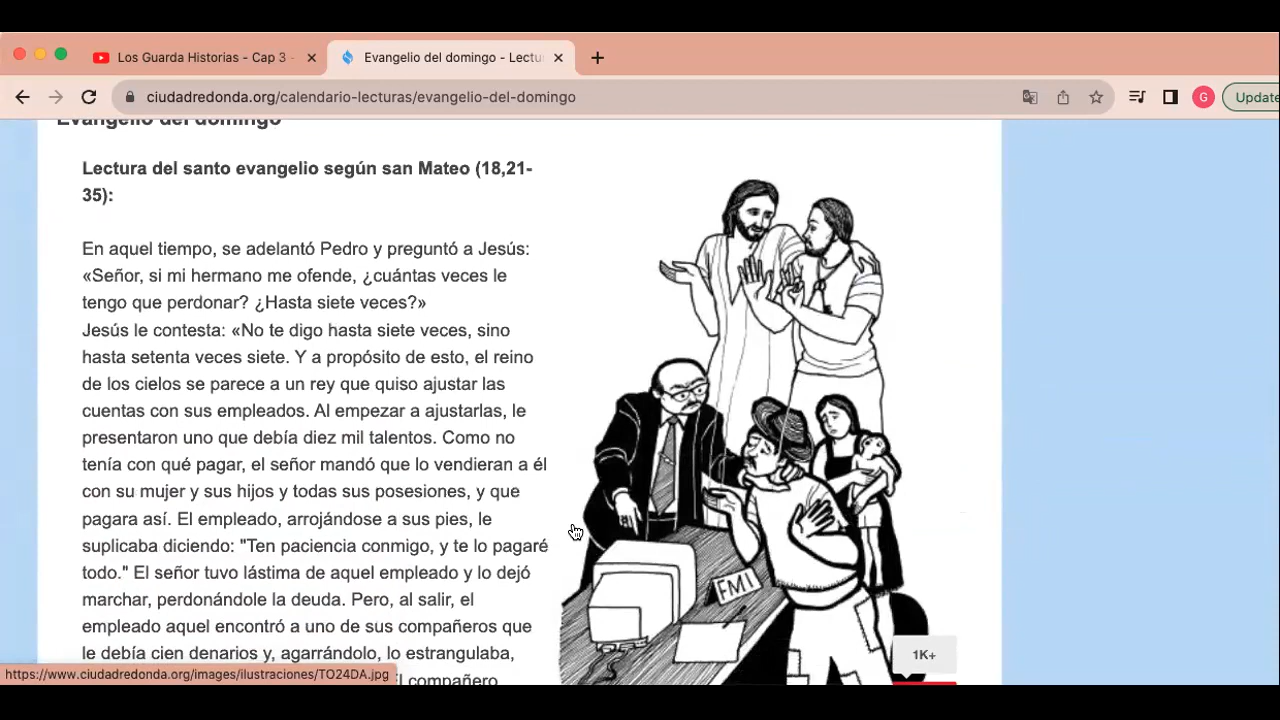 Los Guarda Historias - Cap 3 -
Evangelio del domingo - Lectu
ciudadredonda.org/calendario-lecturas/evangelio-del-domingo
G
Update
Evangelio del domingo
Lectura del santo evangelio según san Mateo (18,21-
35):
En aquel tiempo, se adelantó Pedro y preguntó a Jesús:
«Señor, si mi hermano me ofende, ¿cuántas veces le
tengo que perdonar? ¿Hasta siete veces?»
Jesús le contesta: «No te digo hasta siete veces, sino
hasta setenta veces siete. Y a propósito de esto, el reino
de los cielos se parece a un rey que quiso ajustar las
cuentas con sus empleados. Al empezar a ajustarlas, le
presentaron uno que debía diez mil talentos. Como no
tenía con qué pagar, el señor mandó que lo vendieran a él
con su mujer y sus hijos y todas sus posesiones, y que
pagara así. El empleado, arrojándose a sus pies, le
suplicaba diciendo: "Ten paciencia conmigo, y te lo pagaré
todo." El señor tuvo lástima de aquel empleado y lo dejó
marchar, perdonándole la deuda. Pero, al salir, el
empleado aquel encontró a uno de sus compañeros que
le debía cien denarios y, agarrándolo, lo estrangulaba,
El compañero
FMI
1K+
https://www.ciudadredonda.org/images/ilustraciones/TO24DA.jpg